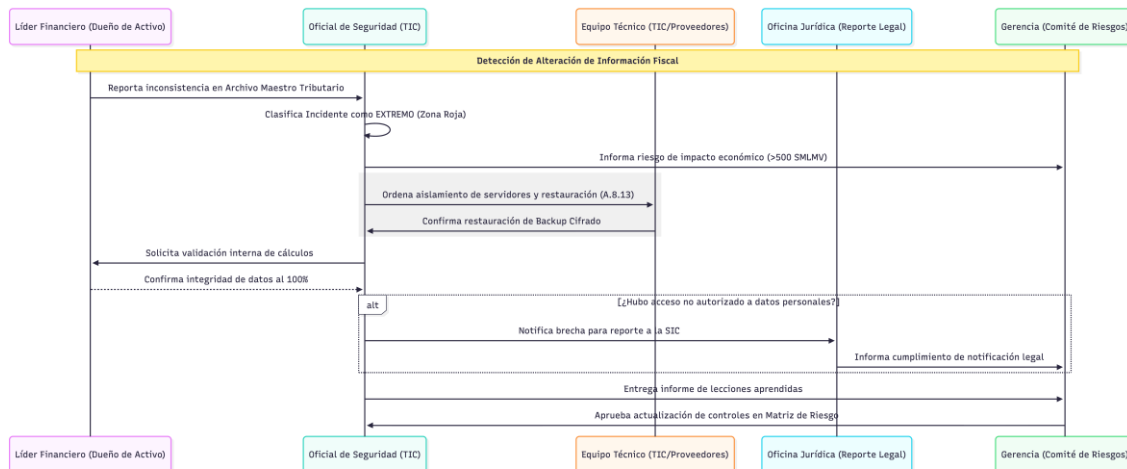 Líder Financiero (Dueño de Activo)
Oficial de Seguridad (TIC)
Equipo Técnico (TIC/Proveedores)
Oficina Jurídica (Reporte Legal)
Gerencia (Comité de Riesgos)
Detección de Alteración de Información Fiscal
Reporta inconsistencia en Archivo Maestro Tributario
Clasifica Incidente como EXTREMO (Zona Roja)
Informa riesgo de impacto económico (>500 SMLMV)
Ordena aislamiento de servidores y restauración (A.8.13)
Confirma restauración de Backup Cifrado
Solicita validación interna de cálculos
Confirma integridad de datos al 100%
alt
[¿Hubo acceso no autorizado a datos personales?]
Notifica brecha para reporte a la SIC
Informa cumplimiento de notificación legal
Entrega informe de lecciones aprendidas
Aprueba actualización de controles en Matriz de Riesgo
Líder Financiero (Dueño de Activo)
Oficial de Seguridad (TIC)
Equipo Técnico (TIC/Proveedores)
Oficina Jurídica (Reporte Legal)
Gerencia (Comité de Riesgos)